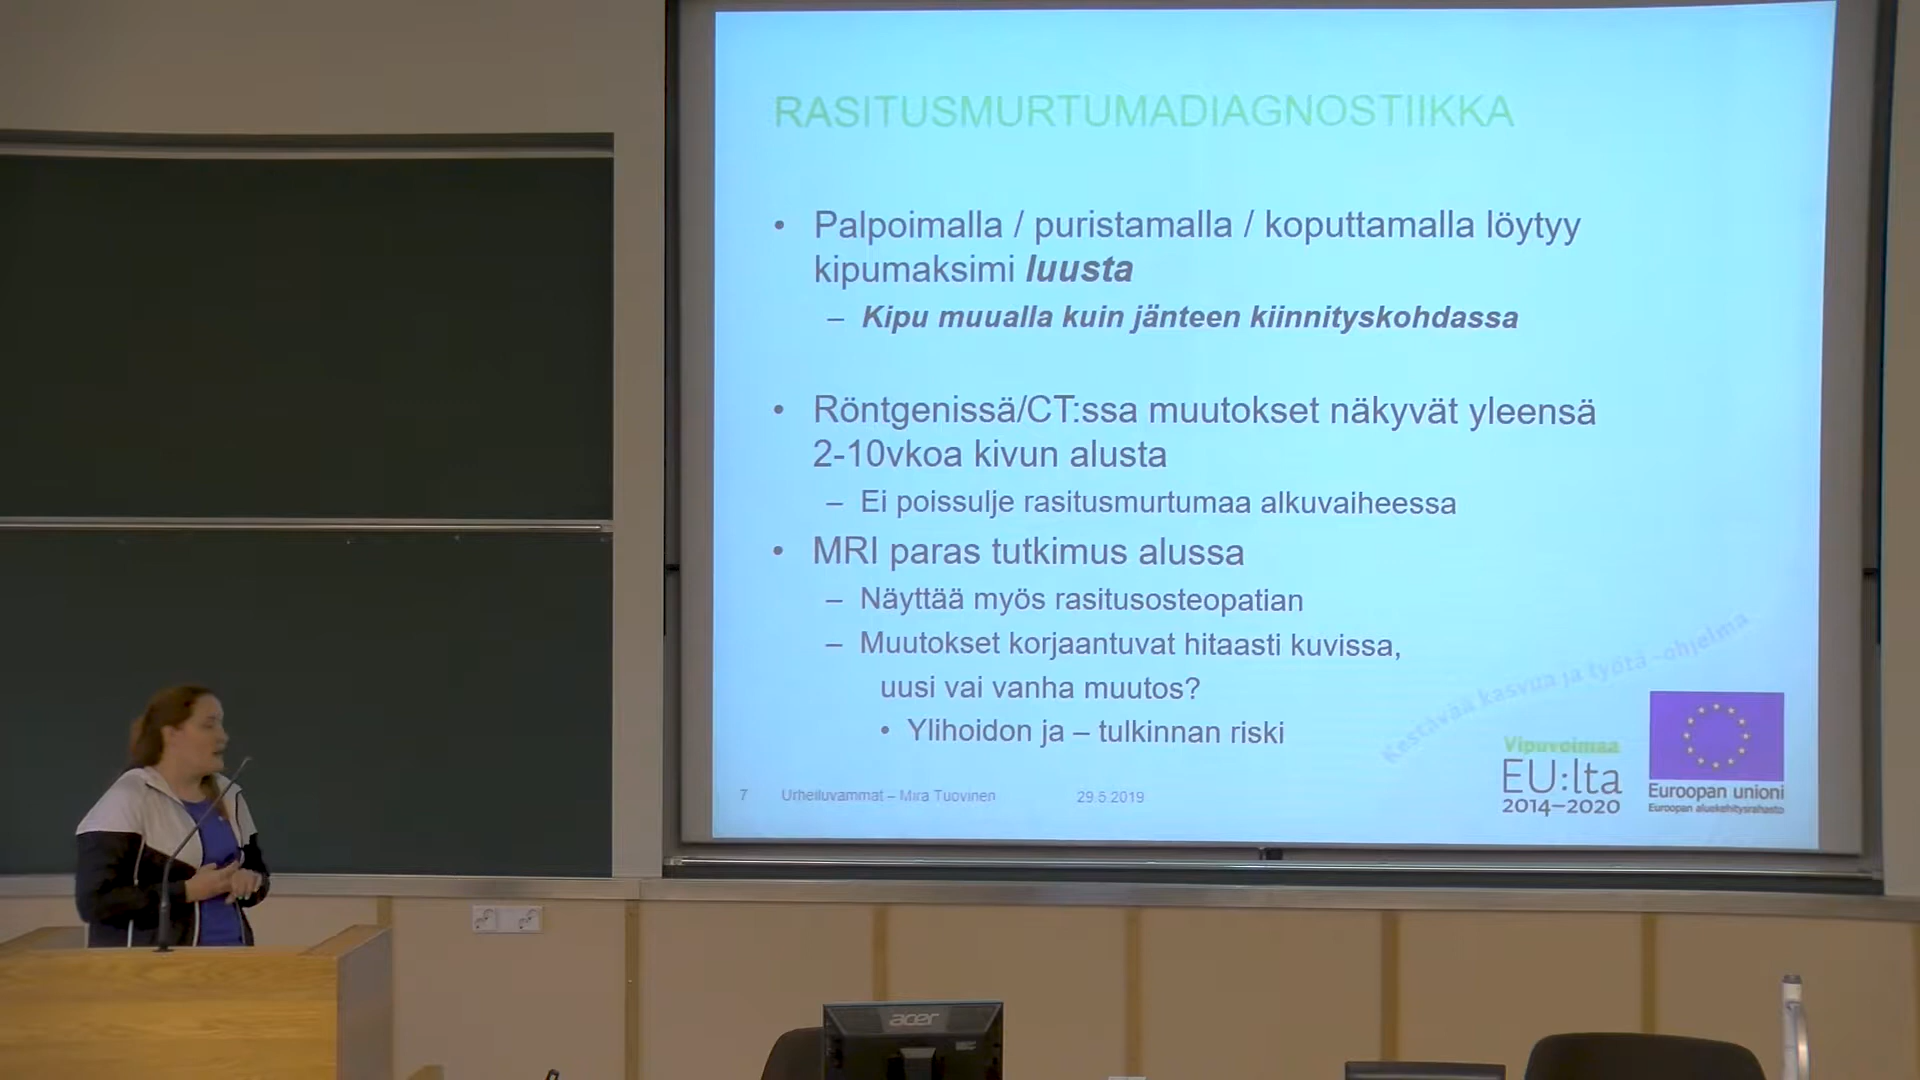 RASITUSMURTUMADIAGNOSTIIKKA
• Palpoimalla / puristamalla / koputtamalla löytyy
kipumaksimi luusta
– Kipu muualla kuin jänteen kiinnityskohdassa
• Röntgenissä/CT:ssa muutokset näkyvät yleensä
2-10vkoa kivun alusta
– Ei poissulje rasitusmurtumaa alkuvaiheessa
• MRI paras tutkimus alussa
– Näyttää myös rasitusosteopatian
– Muutokset korjaantuvat hitaasti kuvissa,
uusi vai vanha muutos?
• Ylihoidon ja – tulkinnan riski
Kestävää kasvua ja työtä -ohjelma
Vipuvoimaa
EU:lta
2014–2020
Euroopan unioni
Euroopan aluekehitysrahasto
7 Urheiluvammat – Mira Tuovinen 29.5.2019
acer